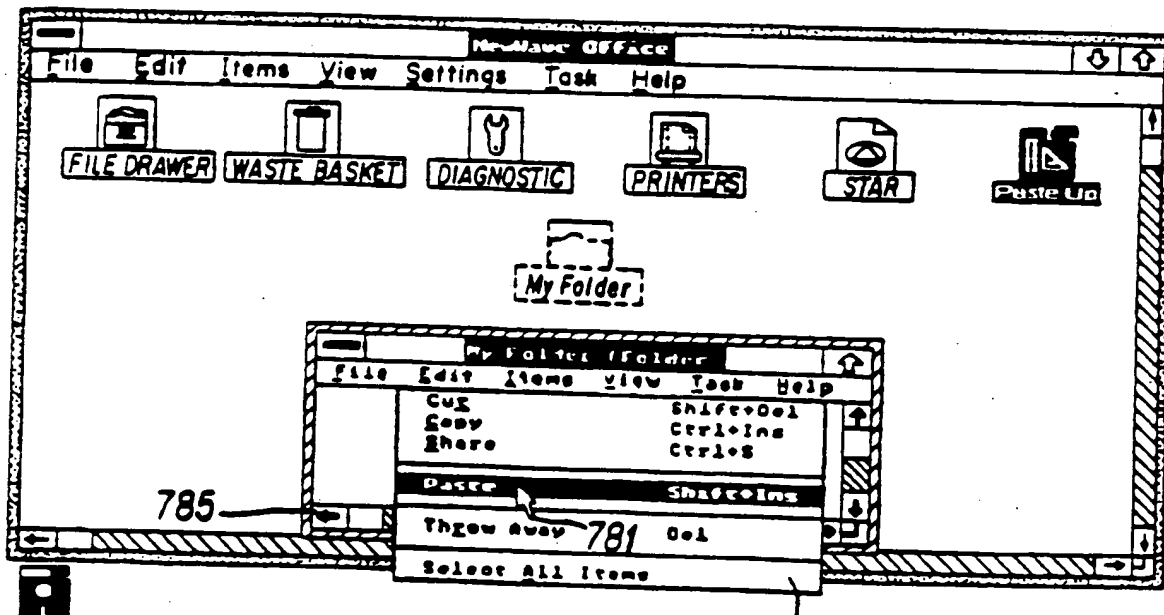 NewWave Office
File Edit Items View Settings Task Help
FILE DRAWER WASTE BASKET DIAGNOSTIC PRINTERS STAR Paste Up
My Folder
My Folder (Folder
File Edit Items View Task Help
Cut Shift+Del
Copy Ctrl+Ins
Share Ctrl+S
Paste Shift+Ins
785
Throw Away 781 Del
Select All Items